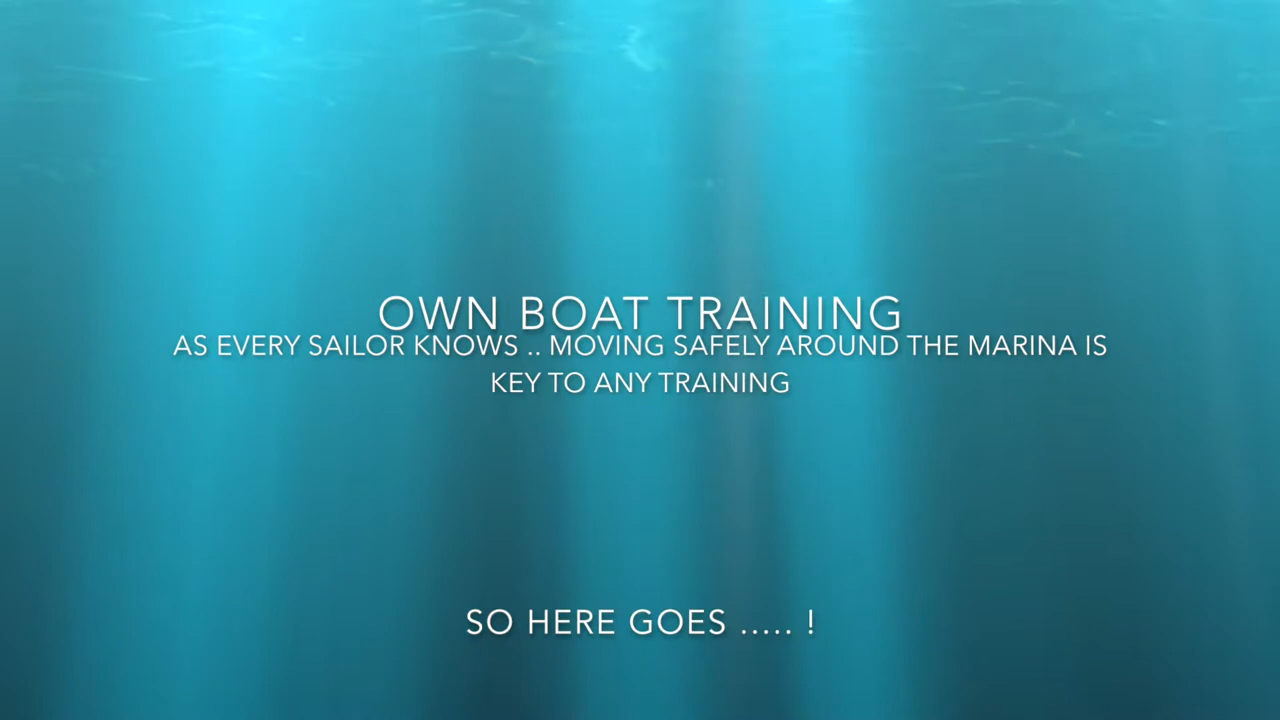 OWN BOAT TRAINING
AS EVERY SAILOR KNOWS .. MOVING SAFELY AROUND THE MARINA IS
KEY TO ANY TRAINING
SO HERE GOES ..... !